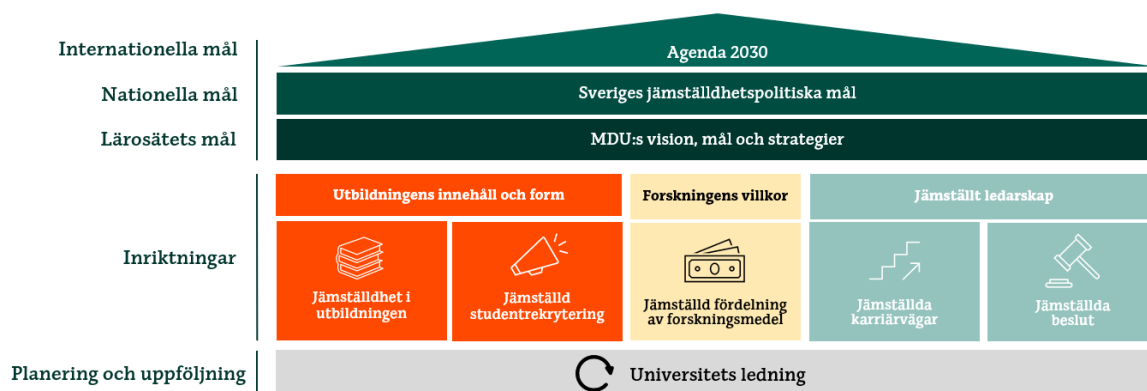 Internationella mål
Agenda 2030
Nationella mål
Sveriges jämställdhetspolitiska mål
Lärosätets mål
MDU:s vision, mål och strategier
Inriktningar
Utbildningens innehåll och form
Forskningens villkor
Jämställt ledarskap
Jämställdhet i
utbildningen
Jämställd
studentrekrytering
Jämställd fördelning
av forskningsmedel
Jämställda
karriärvägar
Jämställda
beslut
Planering och uppföljning
Universitets ledning